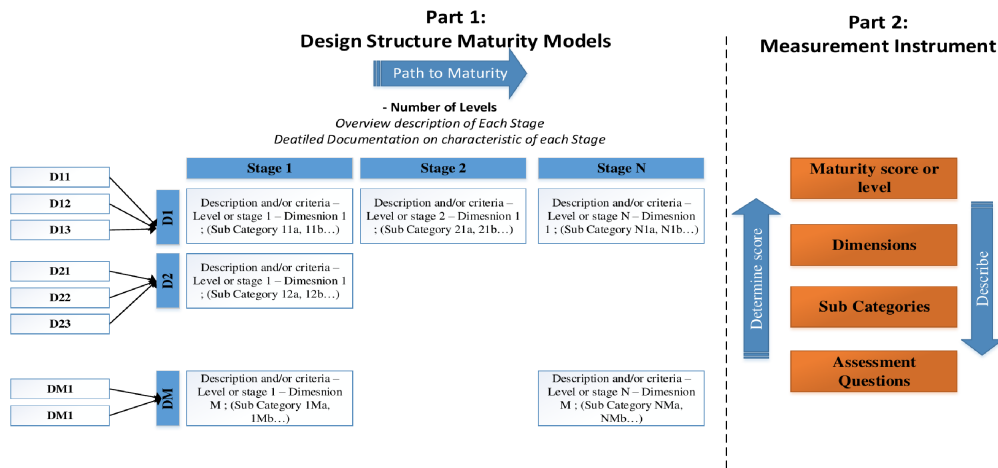 Part 1:
Design Structure Maturity Models
Path to Maturity
- Number of Levels
Overview description of Each Stage
Deatiled Documentation on characteristic of each Stage
Stage 1
Stage 2
Stage N
D11
D12
D13
D1
Description and/or criteria –
Level or stage 1 – Dimesnion 1
; (Sub Category 11a, 11b…)
Description and/or criteria
– Level or stage 2 – Dimesnion 1
; (Sub Category 21a, 21b…)
Description and/or criteria –
Level or stage N – Dimesnion
1 ; (Sub Category N1a, N1b…)
D21
D22
D23
D2
Description and/or criteria –
Level or stage 1 – Dimesnion 1
; (Sub Category 12a, 12b…)
DM1
DM1
DM
Description and/or criteria –
Level or stage 1 – Dimesnion
M ; (Sub Category 1Ma,
1Mb…)
Description and/or criteria –
Level or stage N – Dimesnion
M ; (Sub Category NMa,
NMb…)
Part 2:
Measurement Instrument
Determine score
Maturity score or
level
Dimensions
Sub Categories
Assessment
Questions
Describe